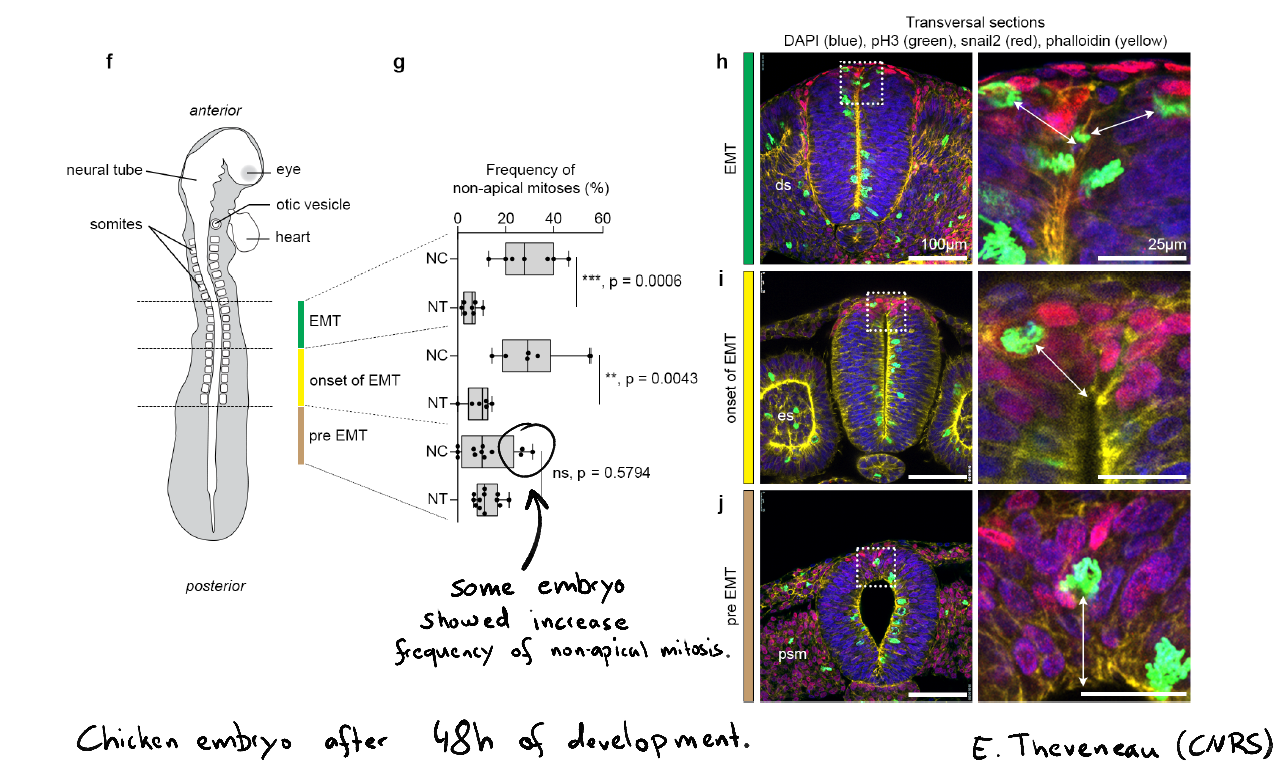 Transversal sections
DAPI (blue), pH3 (green), snail2 (red), phalloidin (yellow)
f
g
h
anterior
neural tube
eye
somites
otic vesicle
heart
EMT
onset of EMT
pre EMT
posterior
Frequency of
non-apical mitoses (%)
0 20 40 60
NC
***, p = 0.0006
NT
NC
**, p = 0.0043
NT
NC
ns, p = 0.5794
NT
some embryo
showed increase
frequency of non-apical mitosis.
EMT
ds
100µm
25µm
i
onset of EMT
es
j
pre EMT
psm
Chicken embryo after 48h of development.
E. Theveneau (CNRS)